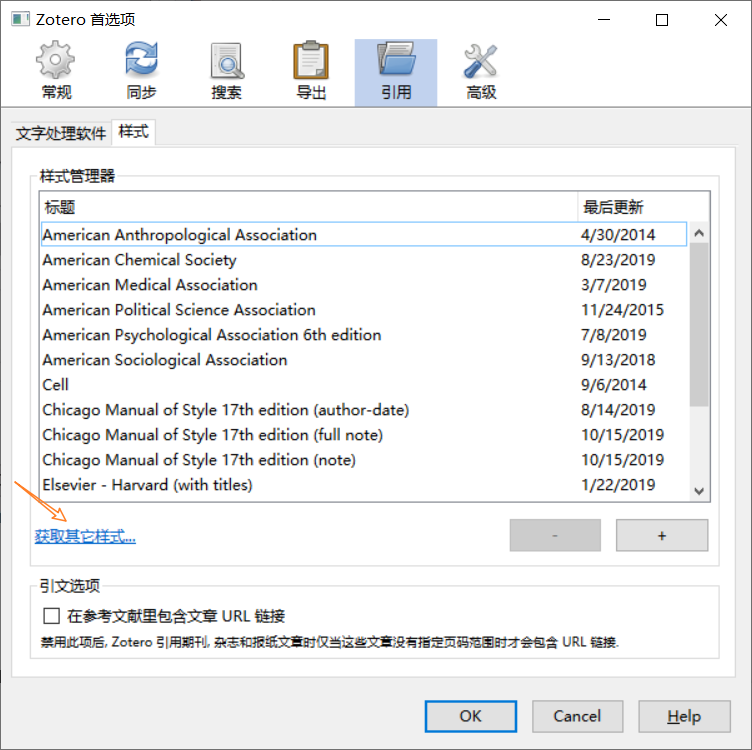 Zotero 首选项
常规 同步 搜索 导出 引用 高级
文字处理软件 样式
样式管理器
标题 最后更新
American Anthropological Association 4/30/2014
American Chemical Society 8/23/2019
American Medical Association 3/7/2019
American Political Science Association 11/24/2015
American Psychological Association 6th edition 7/8/2019
American Sociological Association 9/13/2018
Cell 9/6/2014
Chicago Manual of Style 17th edition (author-date) 8/14/2019
Chicago Manual of Style 17th edition (full note) 10/15/2019
Chicago Manual of Style 17th edition (note) 10/15/2019
Elsevier - Harvard (with titles) 1/22/2019
获取其它样式... - +
引文选项
在参考文献里包含文章 URL 链接
禁用此项后, Zotero 引用期刊, 杂志和报纸文章时仅当这些文章没有指定页码范围时才会包含 URL 链接.
OK Cancel Help